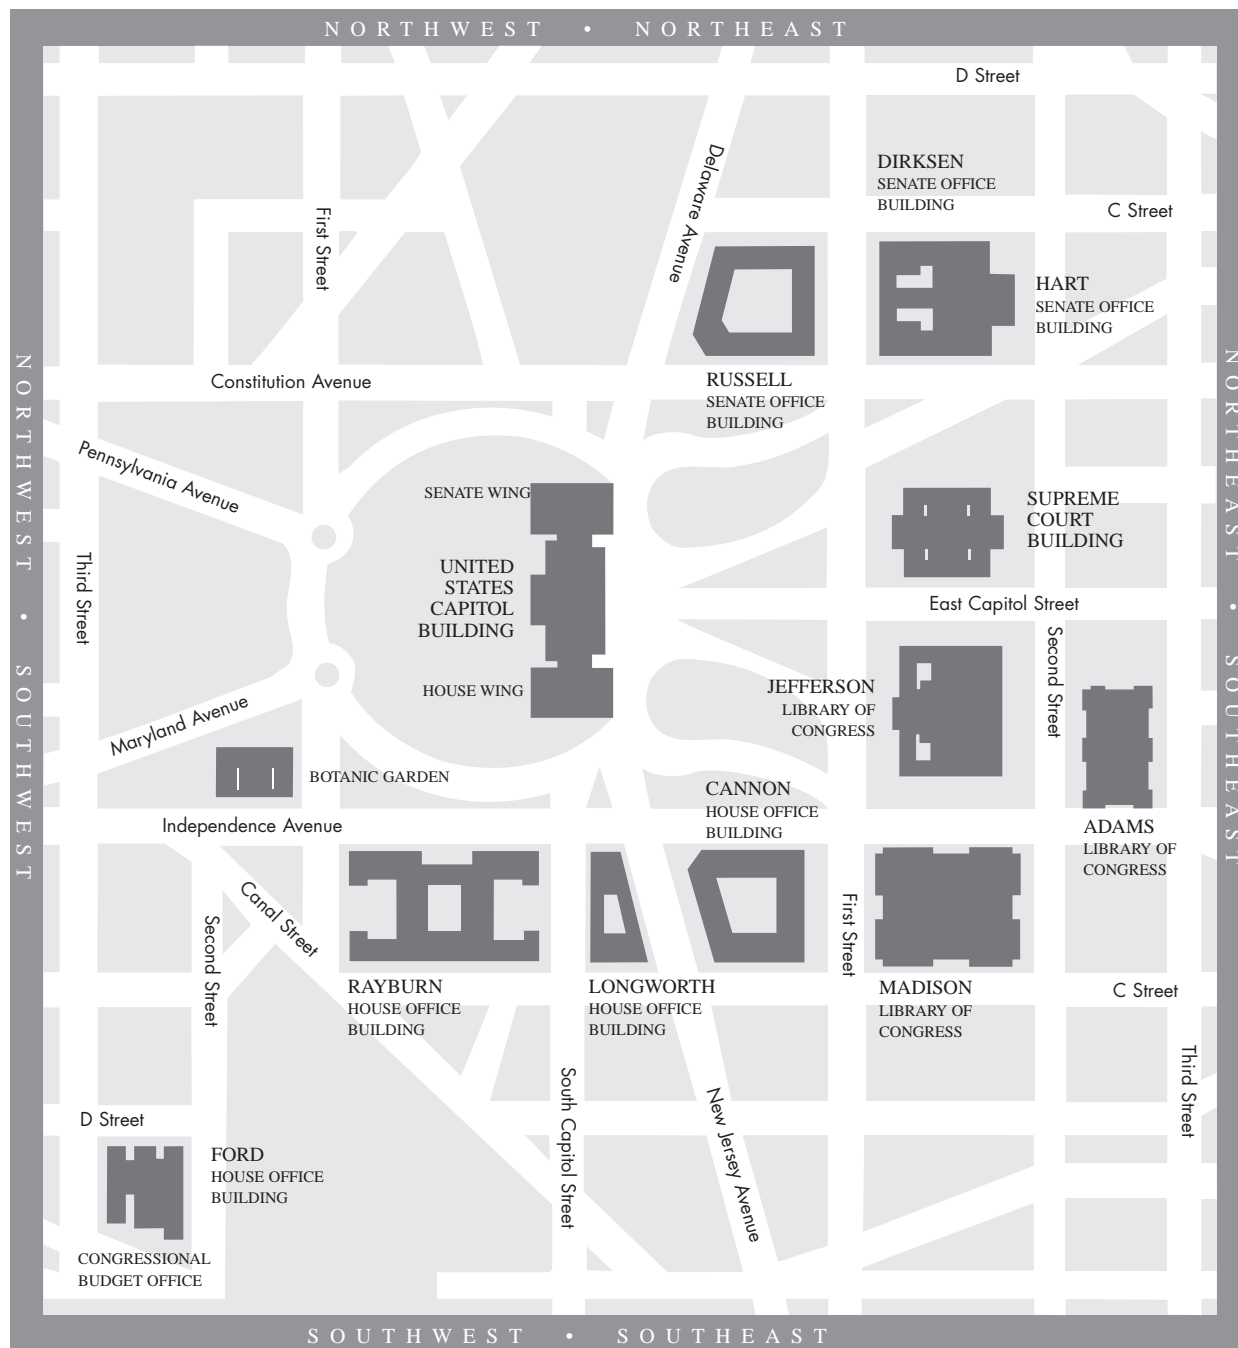 NORTHWEST • NORTHEAST
D Street
Delaware Avenue
DIRKSEN
SENATE OFFICE
BUILDING
C Street
First Street
HART
SENATE OFFICE
BUILDING
NORTHWEST • SOUTHWEST
NORTHEAST • SOUTHEAST
Constitution Avenue
RUSSELL
SENATE OFFICE
BUILDING
Pennsylvania Avenue
SENATE WING
SUPREME
COURT
BUILDING
Third Street
UNITED
STATES
CAPITOL
BUILDING
East Capitol Street
Second Street
HOUSE WING
JEFFERSON
LIBRARY OF
CONGRESS
Maryland Avenue
BOTANIC GARDEN
CANNON
HOUSE OFFICE
BUILDING
Independence Avenue
ADAMS
LIBRARY OF
CONGRESS
Canal Street
Second Street
First Street
RAYBURN
HOUSE OFFICE
BUILDING
LONGWORTH
HOUSE OFFICE
BUILDING
MADISON
LIBRARY OF
CONGRESS
C Street
Third Street
South Capitol Street
New Jersey Avenue
D Street
FORD
HOUSE OFFICE
BUILDING
CONGRESSIONAL
BUDGET OFFICE
SOUTHWEST • SOUTHEAST